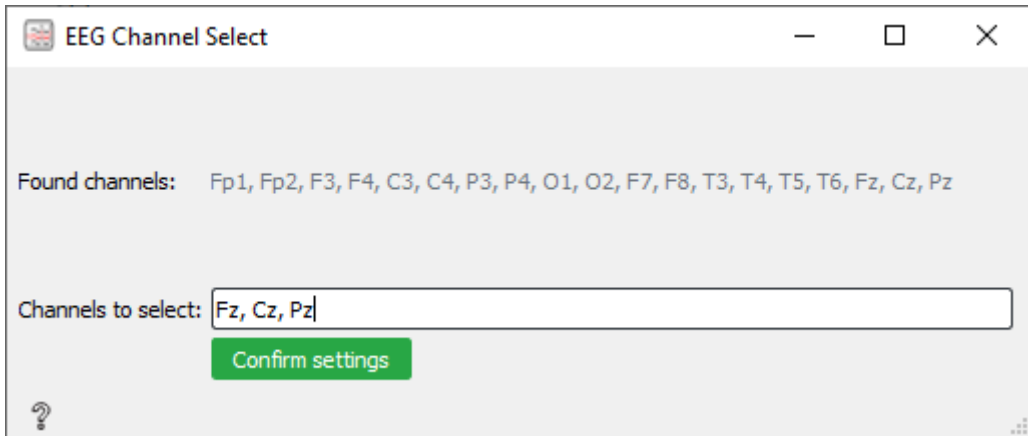 EEG Channel Select
Found channels: Fp1, Fp2, F3, F4, C3, C4, P3, P4, O1, O2, F7, F8, T3, T4, T5, T6, Fz, Cz, Pz
Channels to select: Fz, Cz, Pz
Confirm settings
?